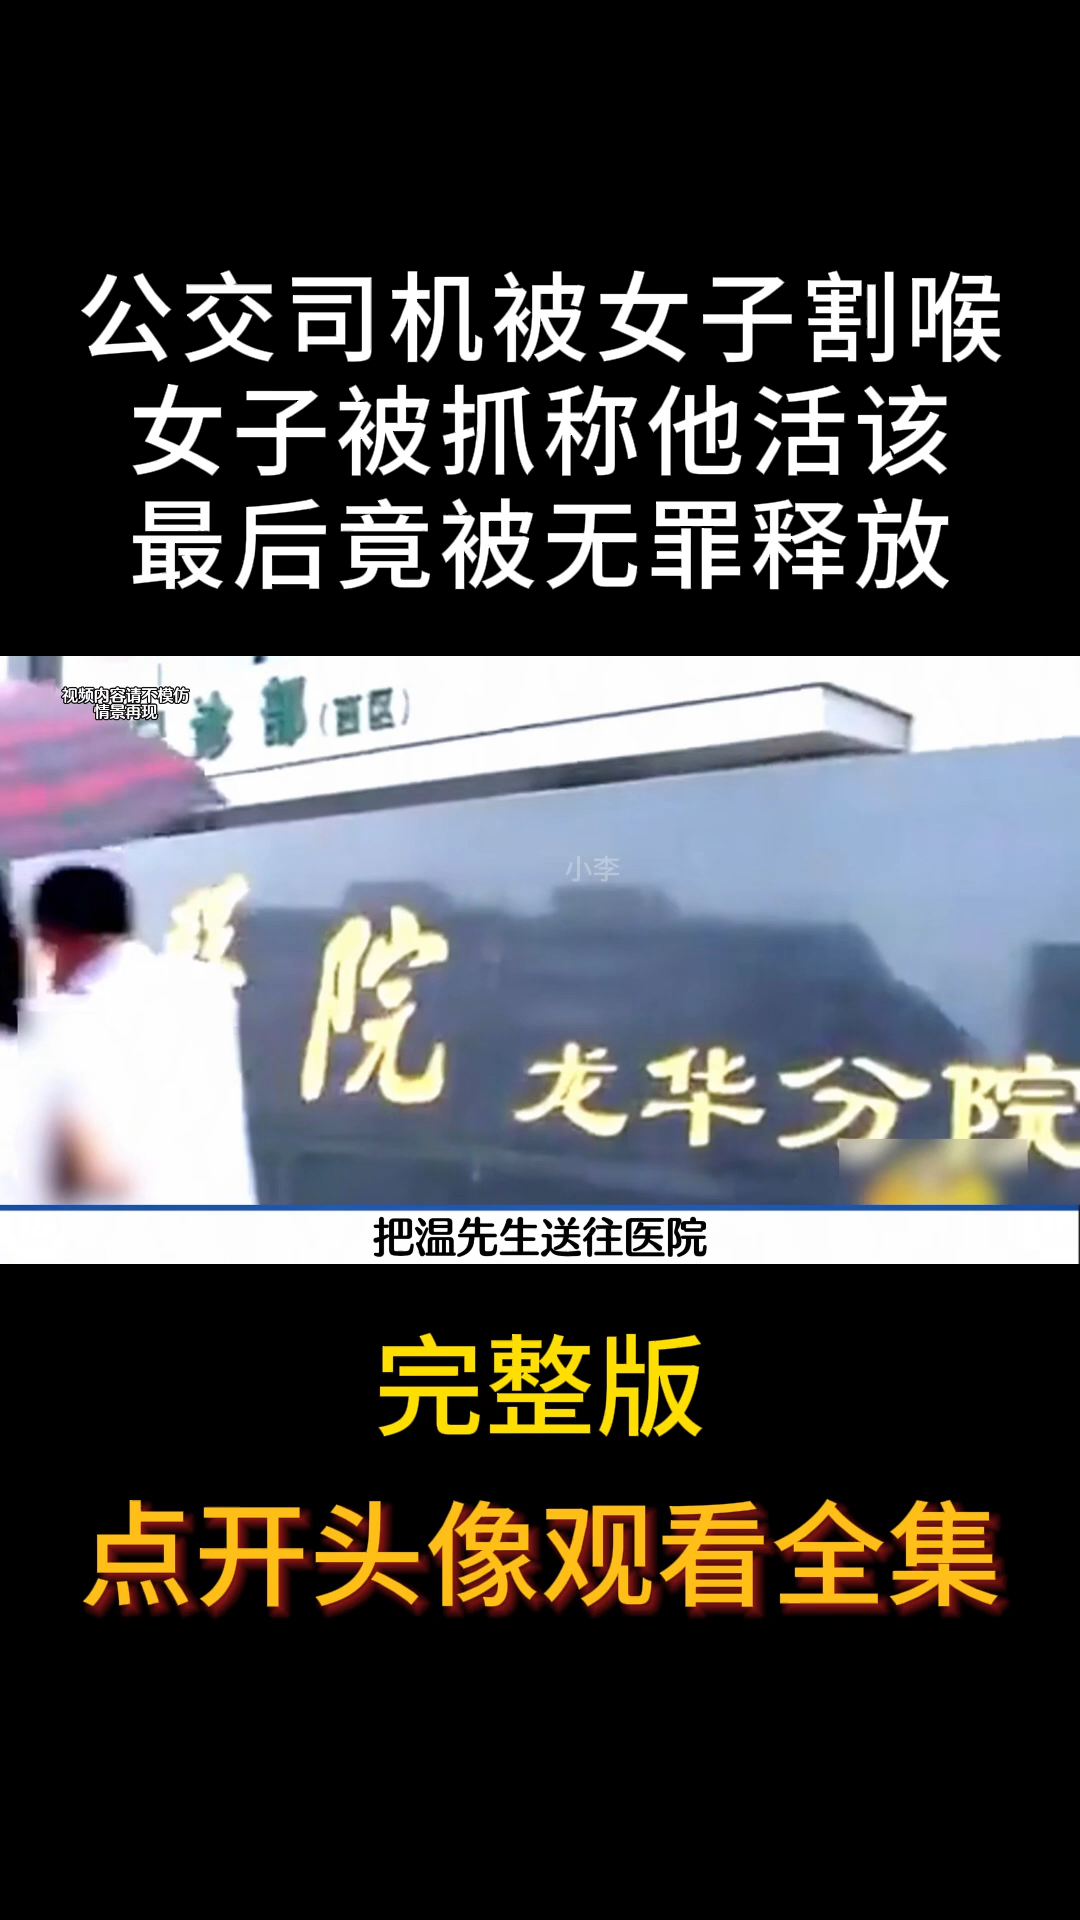 公交司机被女子割喉
女子被抓称他活该
最后竟被无罪释放
视频内容请不模仿
情景再现
诊部(西区)
小李
医院
龙华分院
把温先生送往医院
完整版
点开头像观看全集